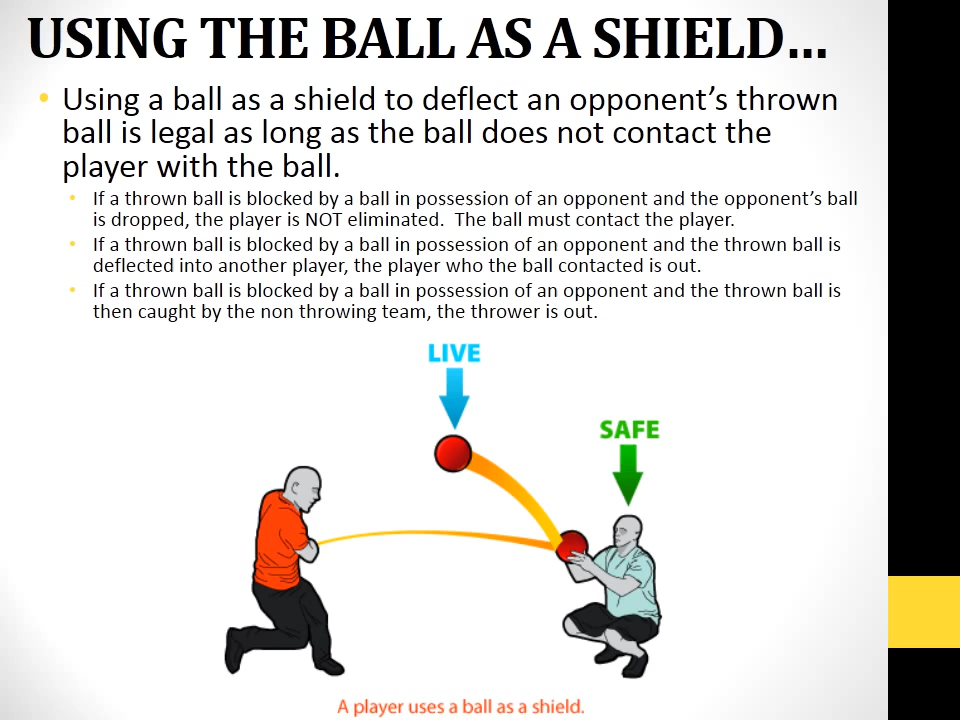 USING THE BALL AS A SHIELD…
• Using a ball as a shield to deflect an opponent’s thrown
ball is legal as long as the ball does not contact the
player with the ball.
• If a thrown ball is blocked by a ball in possession of an opponent and the opponent’s ball
is dropped, the player is NOT eliminated.  The ball must contact the player.
• If a thrown ball is blocked by a ball in possession of an opponent and the thrown ball is
deflected into another player, the player who the ball contacted is out.
• If a thrown ball is blocked by a ball in possession of an opponent and the thrown ball is
then caught by the non throwing team, the thrower is out.
LIVE
SAFE
A player uses a ball as a shield.